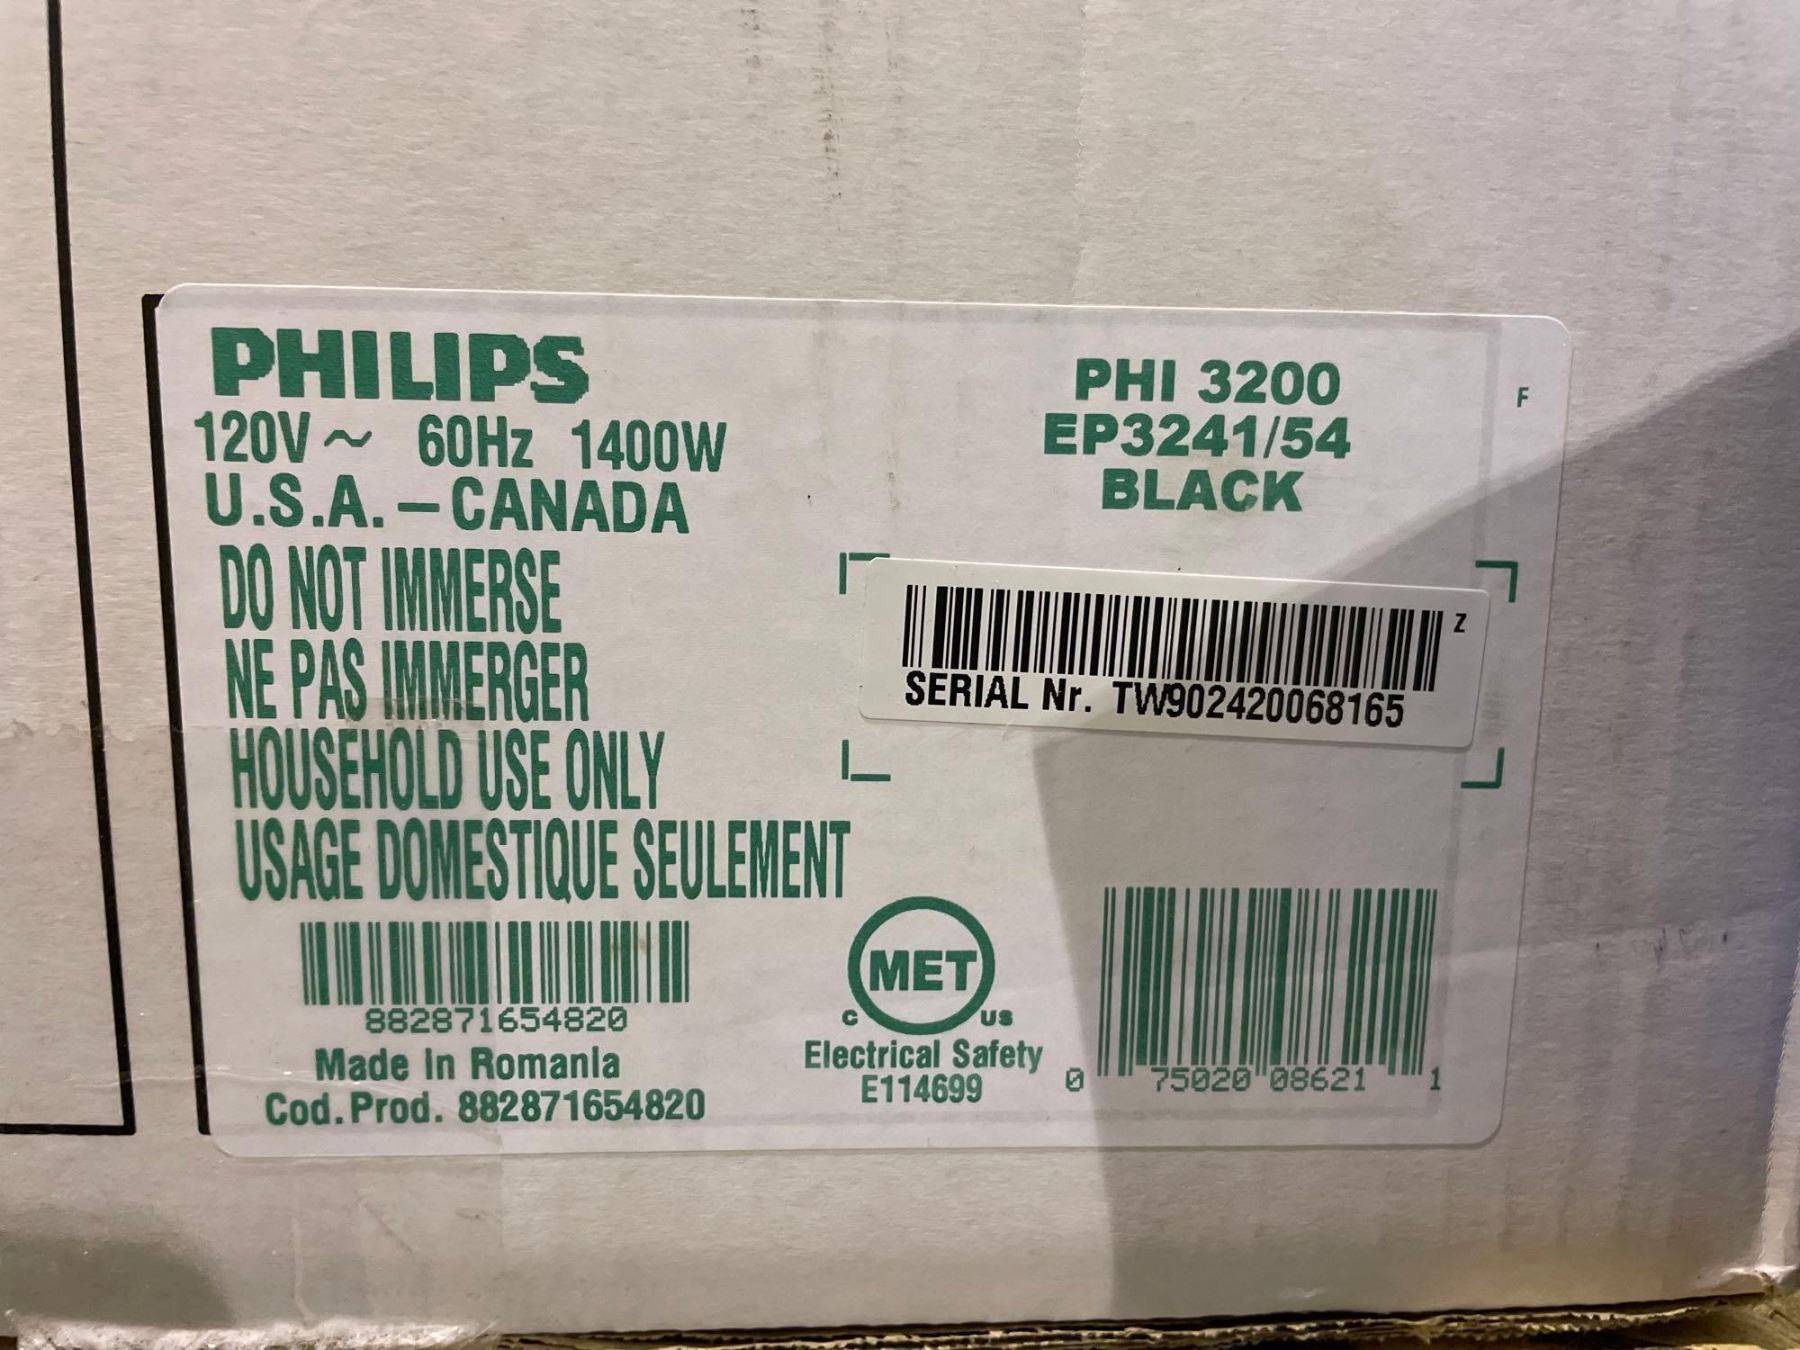 PHILIPS
120V~ 60Hz 1400W
U.S.A. – CANADA
DO NOT IMMERSE
NE PAS IMMERGER
HOUSEHOLD USE ONLY
USAGE DOMESTIQUE SEULEMENT
882871654820
Made in Romania
Cod. Prod. 882871654820
PHI 3200
EP3241/54
BLACK
F
Z
SERIAL Nr. TW902420068165
MET
C US
Electrical Safety
E114699
0 75020 08621 1